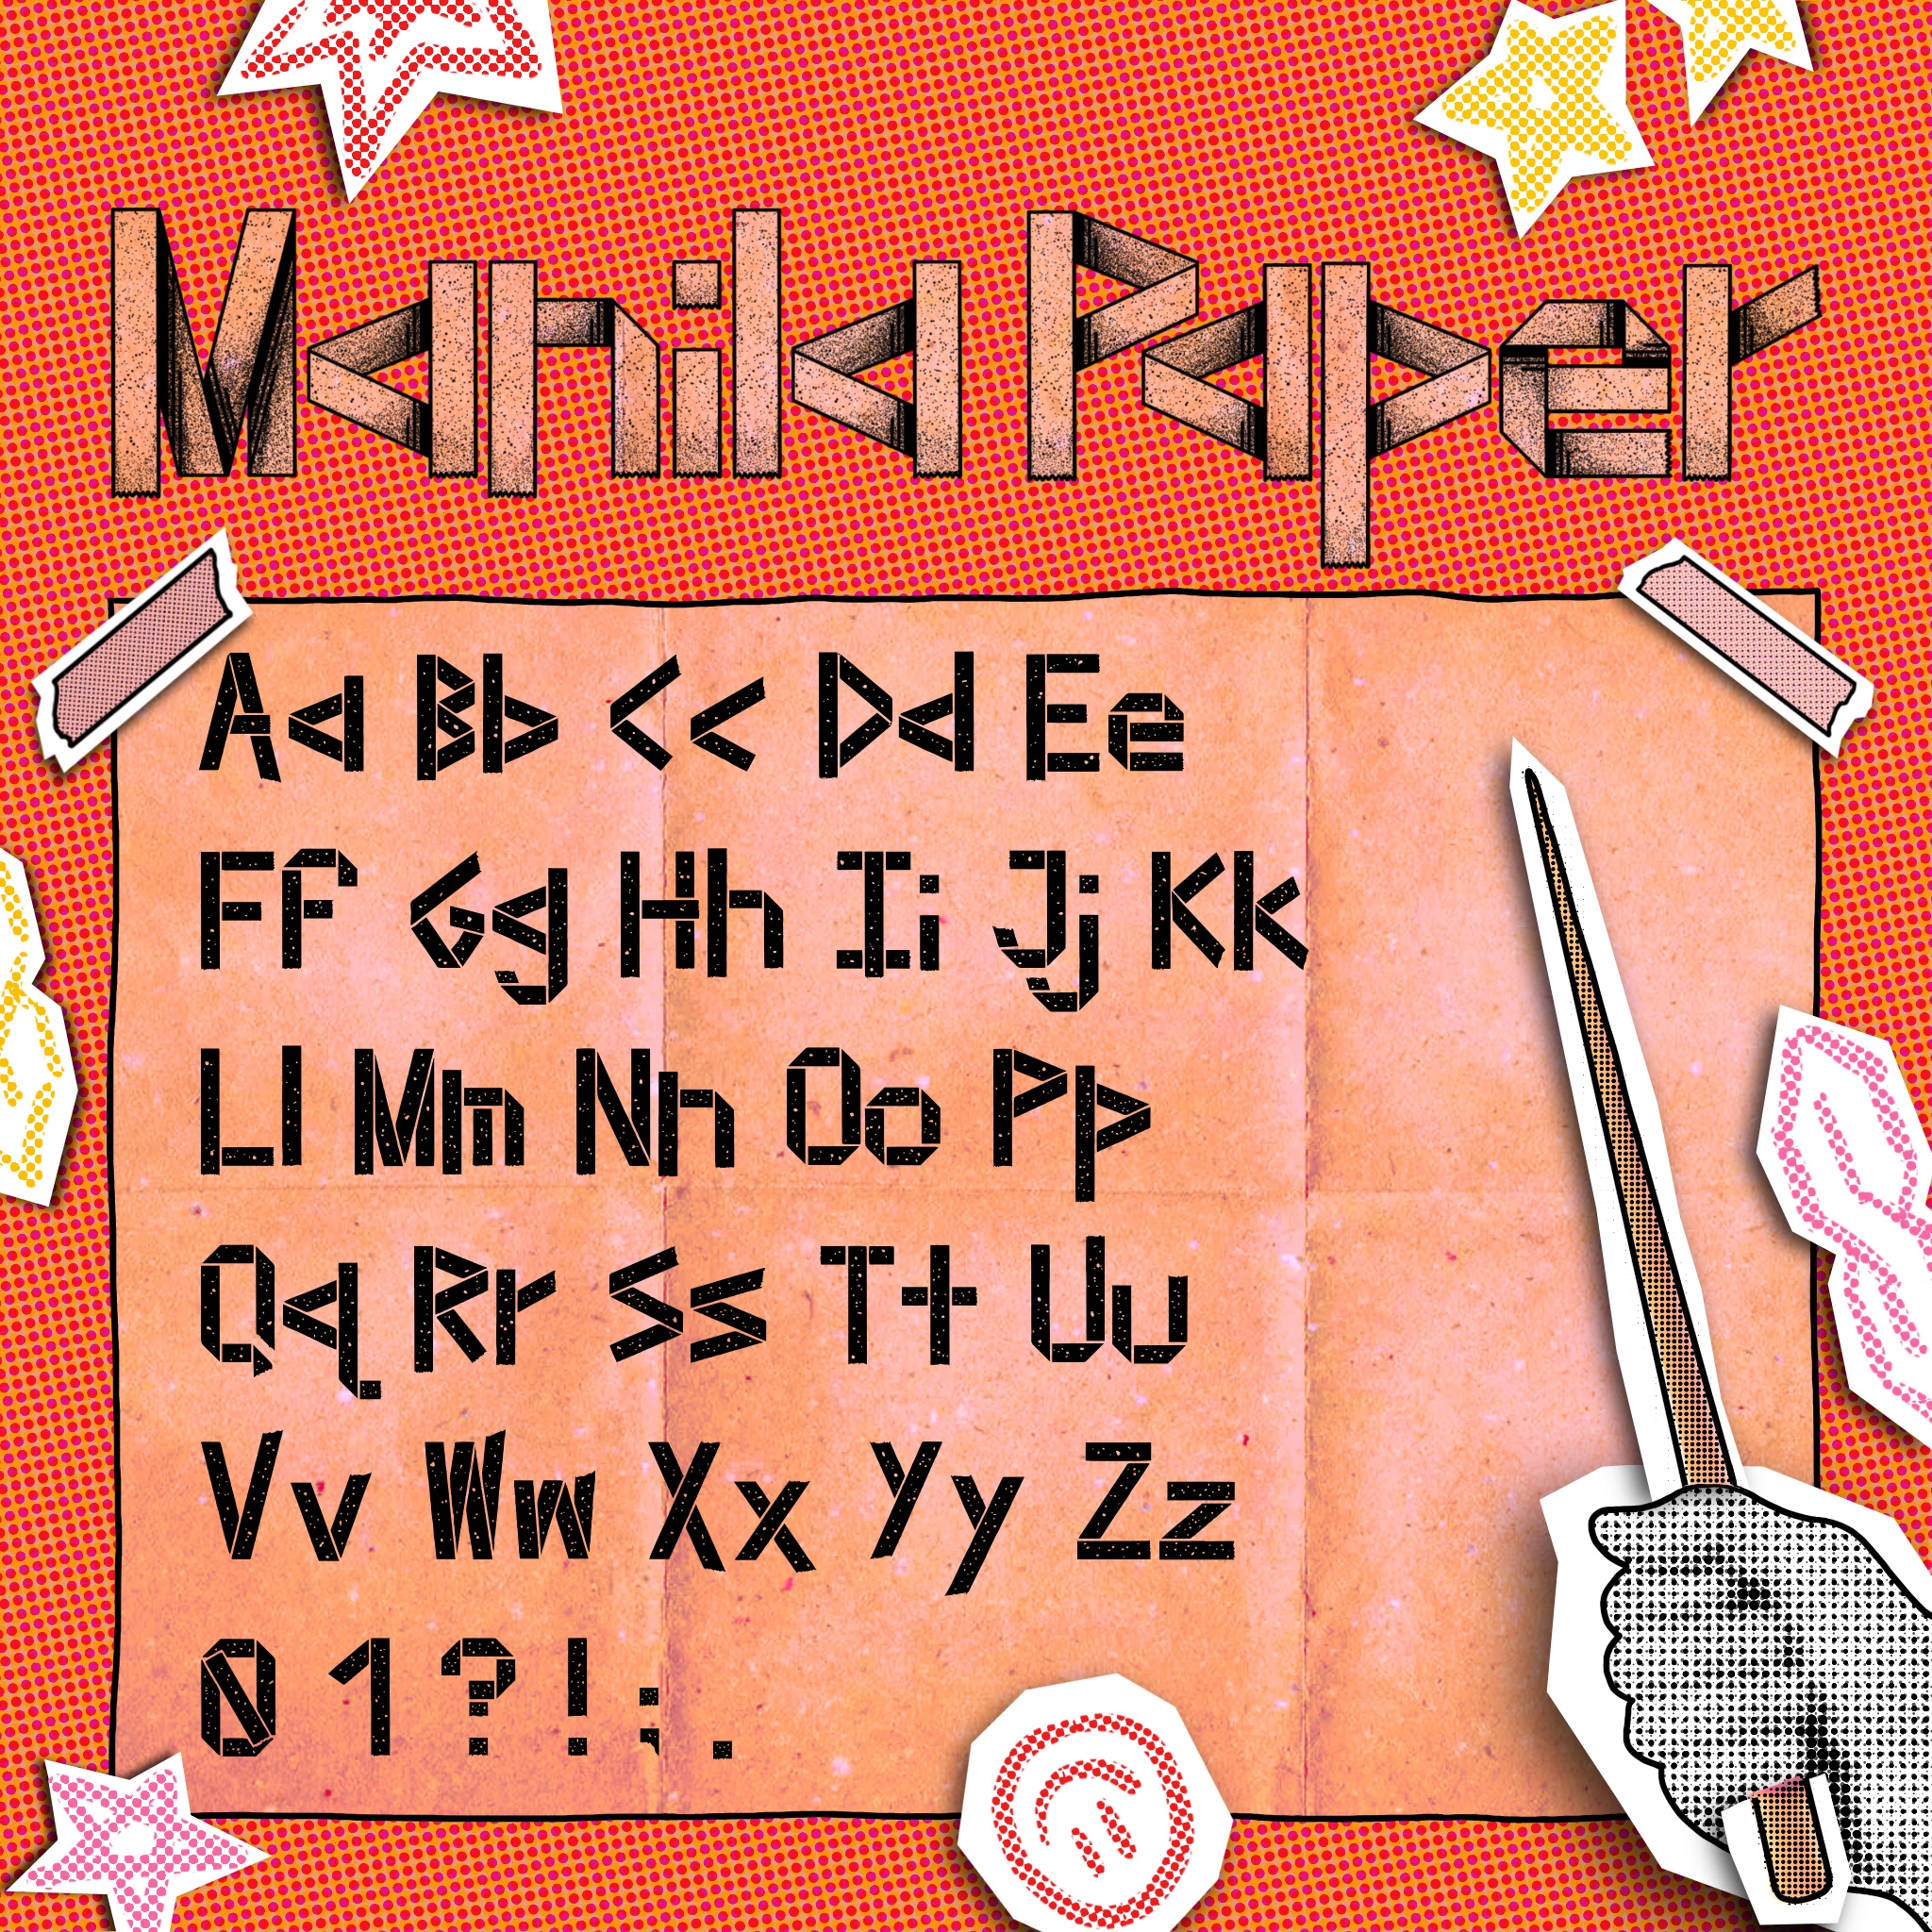 Manila Paper
Aa Bb Cc Dd Ee
Ff Gg Hh Ii Jj Kk
Ll Mm Nn Oo Pp
Qq Rr Ss Tt Uu
Vv Ww Xx Yy Zz
0 1 ? ! ; .